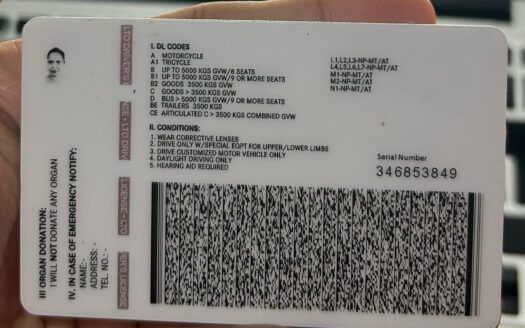 I. DL CODES
A MOTORCYCLE
A1 TRICYCLE
B UP TO 5000 KGS GVW/8 SEATS
B1 UP TO 5000 KGS GVW/9 OR MORE SEATS
B2 GOODS 3500 KGS GVW
C GOODS > 3500 KGS GVW
D BUS > 5000 KGS GVW/9 OR MORE SEATS
BE TRAILERS 3500 KGS
CE ARTICULATED C > 3500 KGS COMBINED GVW
L1,L2,L3-NP-MT/AT
L4,L5,L6,L7-NP-MT/AT
M1-NP-MT/AT
M2-NP-MT/AT
N1-NP-MT/AT
II. CONDITIONS:
1. WEAR CORRECTIVE LENSES
2. DRIVE ONLY W/SPECIAL EQPT FOR UPPER/LOWER LIMBS
3. DRIVE CUSTOMIZED MOTOR VEHICLE ONLY
4. DAYLIGHT DRIVING ONLY
5. HEARING AID REQUIRED
Serial Number
346853849
III ORGAN DONATION:
I WILL NOT DONATE ANY ORGAN
IV. IN CASE OF EMERGENCY NOTIFY:
NAME:-
ADDRESS: -
TEL. NO.: -
LICENSE - LTO